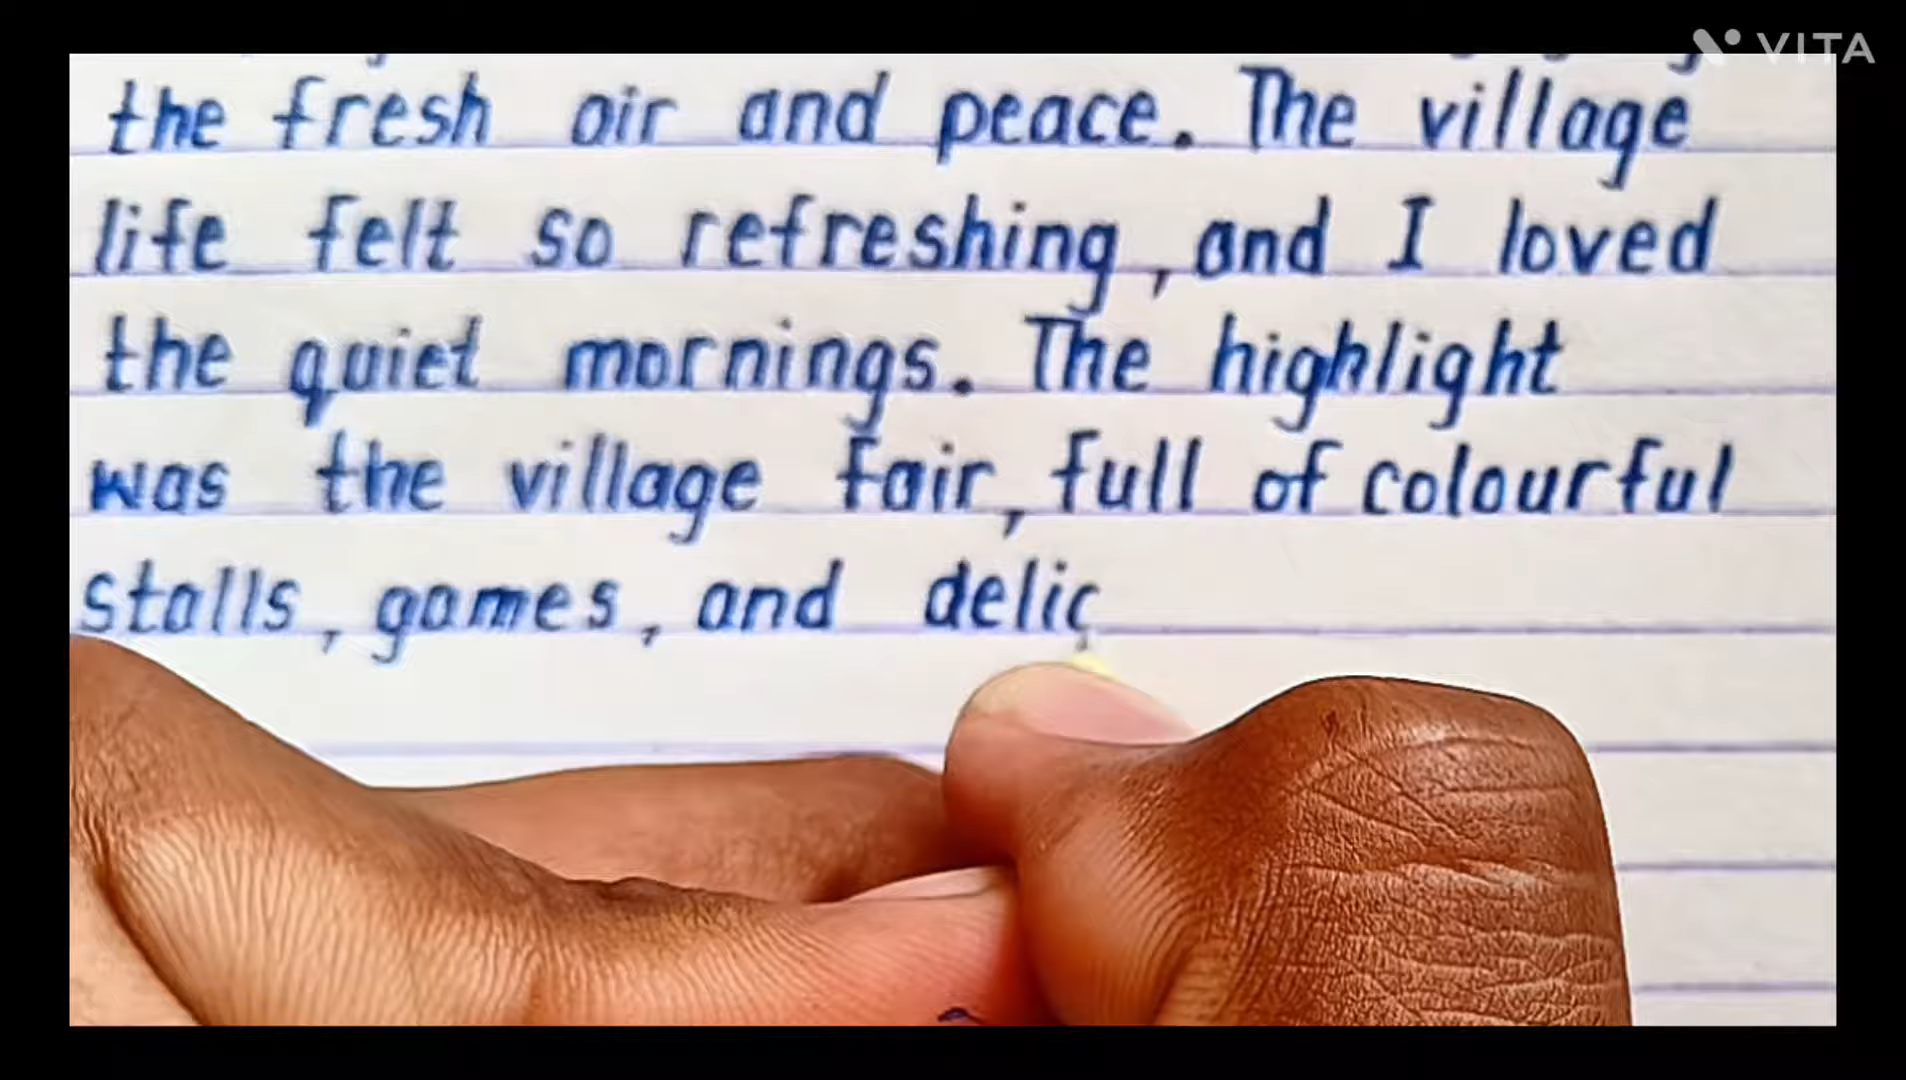 VITA
the fresh air and peace. The village
life felt so refreshing, and I loved
the quiet mornings. The highlight
was the village fair, full of colourful
stalls, games, and delic